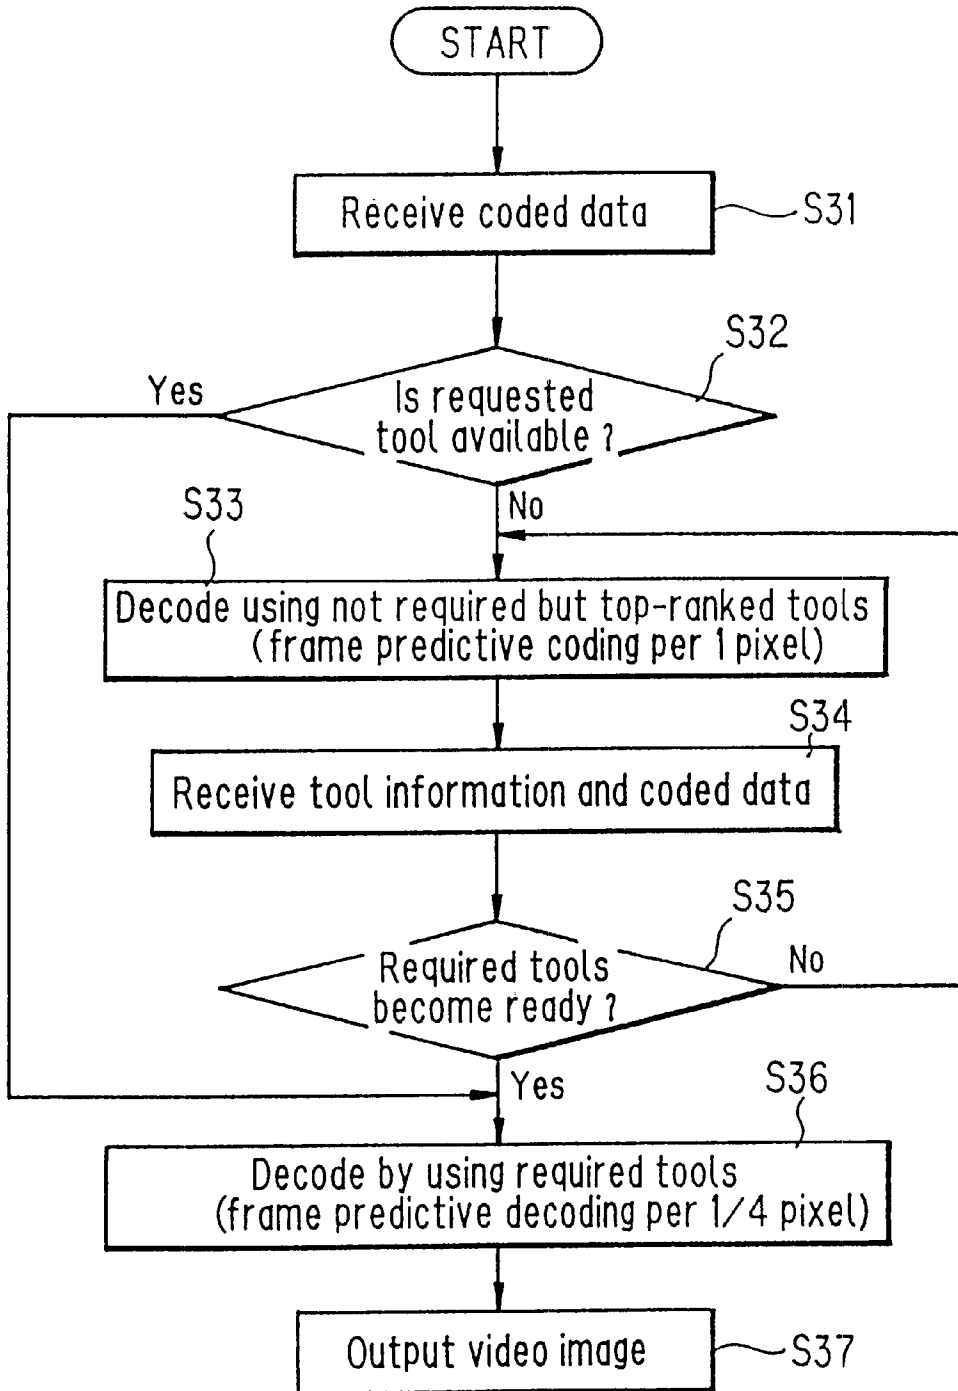 START
Receive coded data
S31
S32
Yes
Is requested
tool available ?
No
S33
Decode using not required but top-ranked tools
(frame predictive coding per 1 pixel)
S34
Receive tool information and coded data
S35
Required tools
become ready ?
No
Yes
S36
Decode by using required tools
(frame predictive decoding per 1/4 pixel)
Output video image
S37